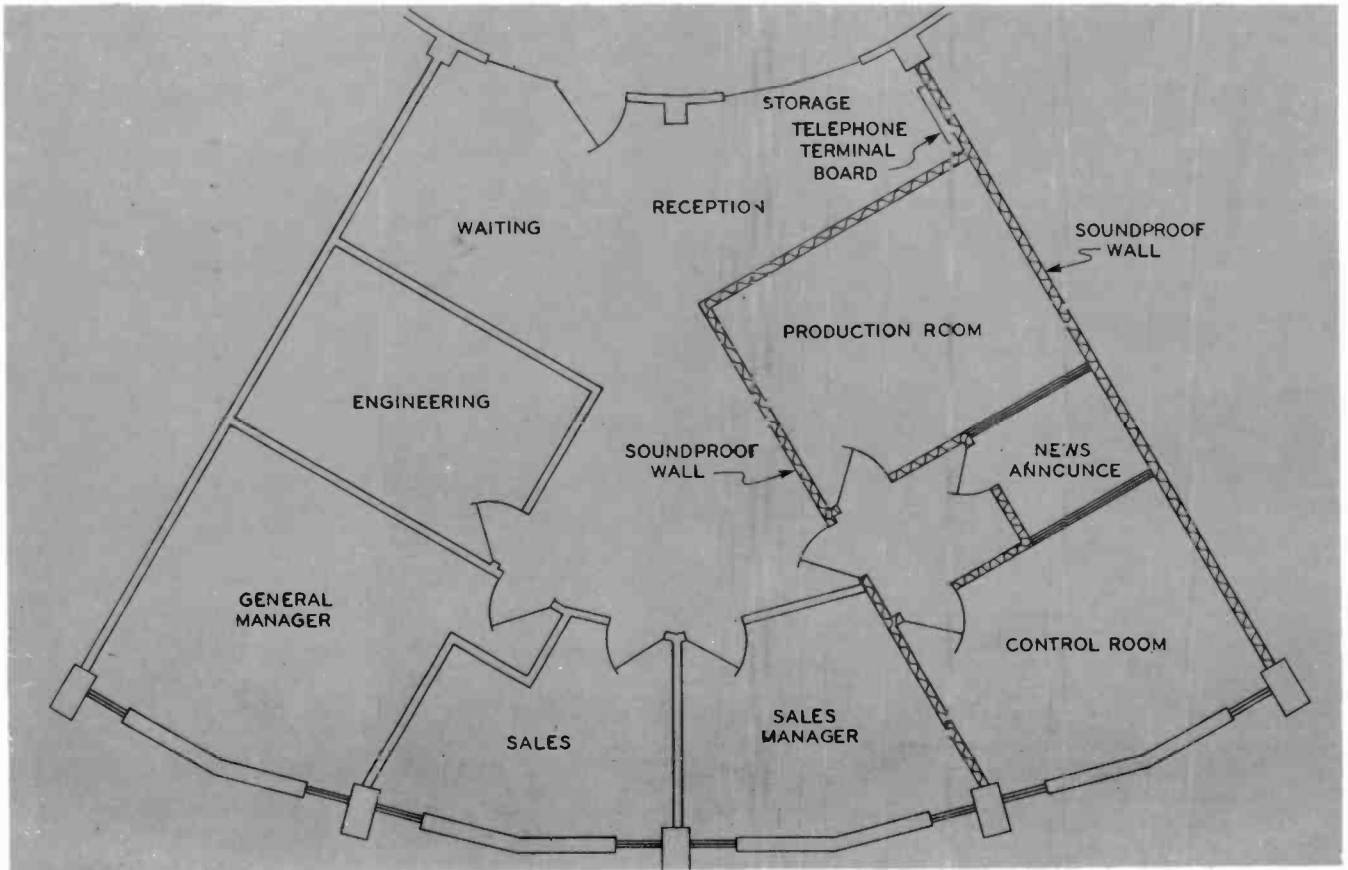 STORAGE
TELEPHONE
TERMINAL
BOARD
RECEPTION
WAITING
SOUNDPROOF
WALL
PRODUCTION ROOM
ENGINEERING
SOUNDPROOF
WALL
NEWS
ANNOUNCE
GENERAL
MANAGER
CONTROL ROOM
SALES
MANAGER
SALES